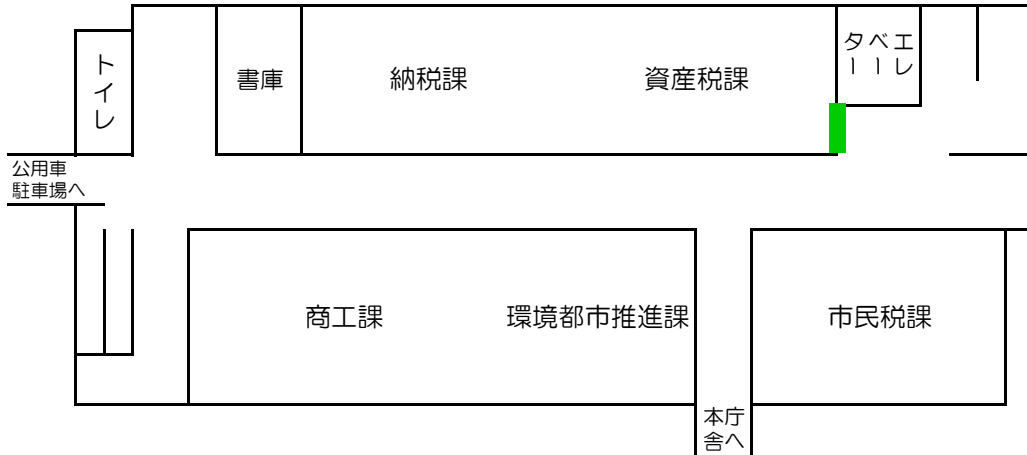 トイレ
書庫
納税課
資産税課
エレベーター
公用車
駐車場へ
商工課
環境都市推進課
市民税課
本庁
舎へ